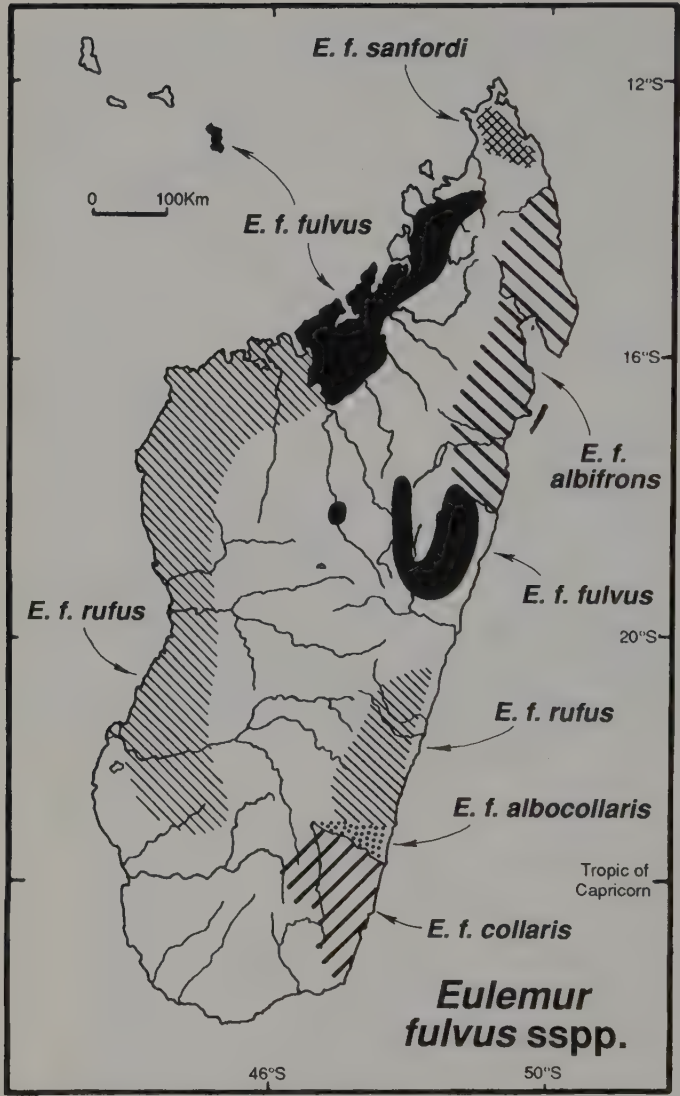 E. f. sanfordi
12°S
0 100Km
E. f. fulvus
16°S
E. f.
albifrons
E. f. fulvus
E. f. rufus
20°S
E. f. rufus
E. f. albocollaris
Tropic of
Capricorn
E. f. collaris
Eulemur
fulvus sspp.
46°S
50°S